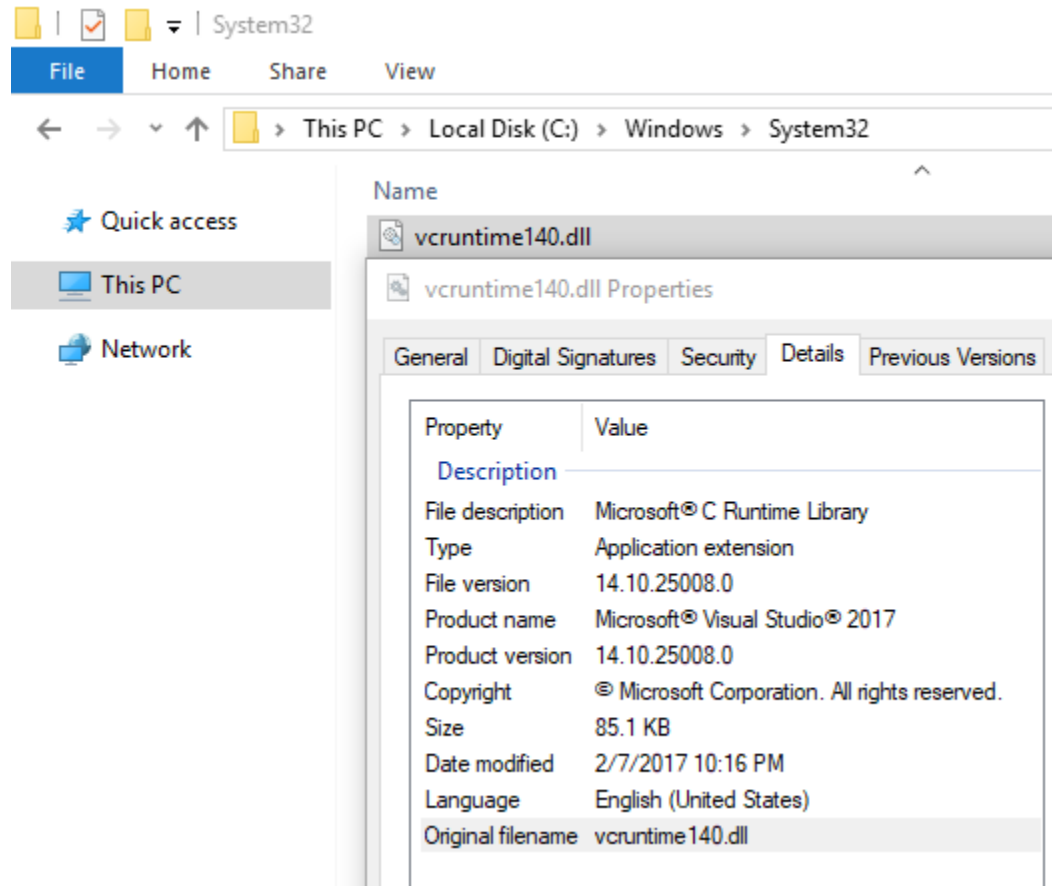 System32
File Home Share View
This PC > Local Disk (C:) > Windows > System32
Name
Quick access
vcruntime140.dll
This PC
vcruntime140.dll Properties
Network
General Digital Signatures Security Details Previous Versions
Property Value
Description
File description Microsoft® C Runtime Library
Type Application extension
File version 14.10.25008.0
Product name Microsoft® Visual Studio® 2017
Product version 14.10.25008.0
Copyright © Microsoft Corporation. All rights reserved.
Size 85.1 KB
Date modified 2/7/2017 10:16 PM
Language English (United States)
Original filename vcruntime140.dll